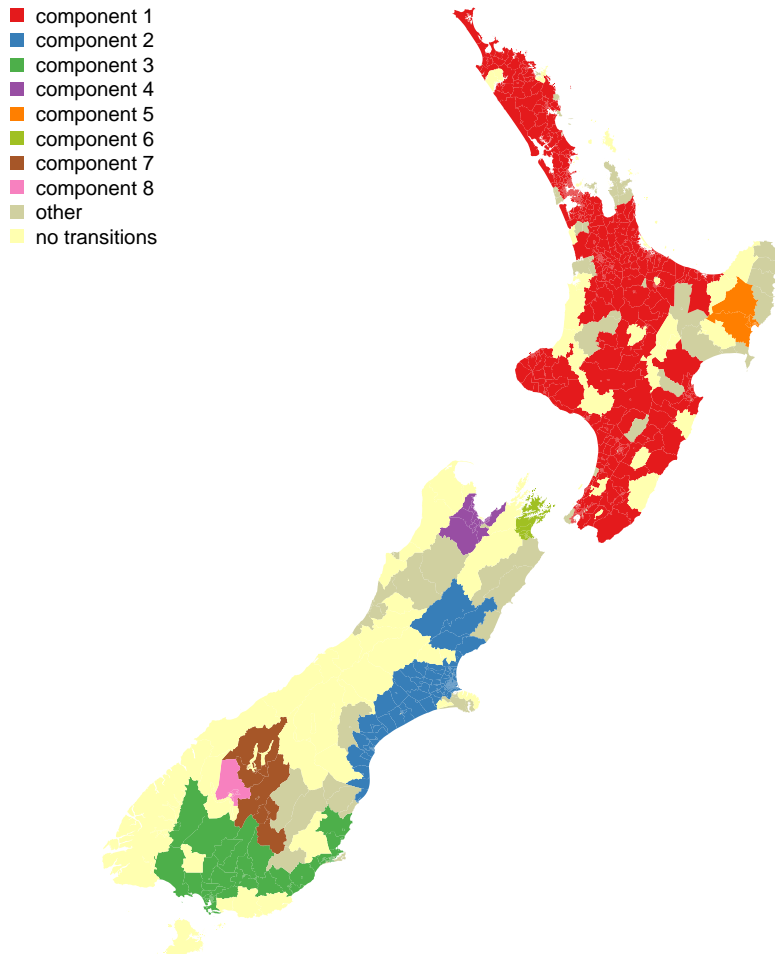 component 1
component 2
component 3
component 4
component 5
component 6
component 7
component 8
other
no transitions